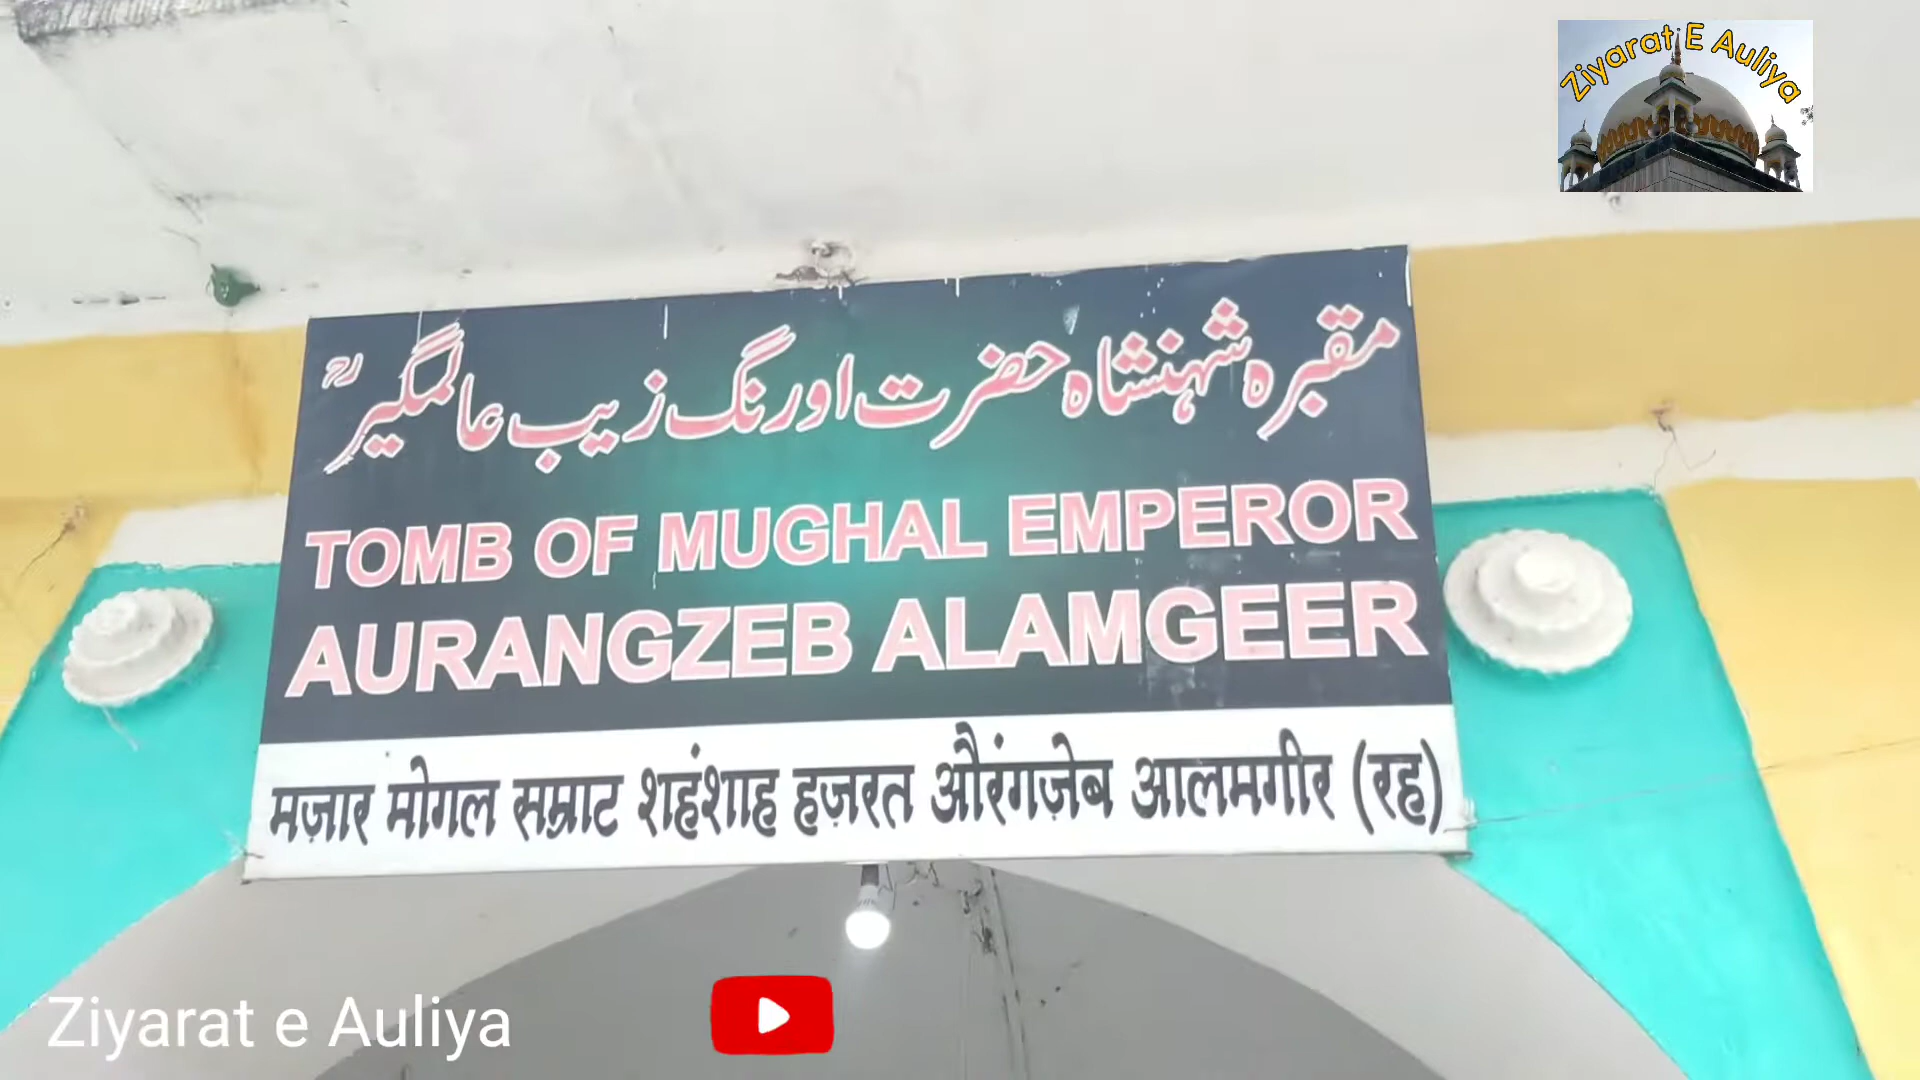 Ziyarat E Auliya
مقبرہ شہنشاہ حضرت اورنگ زیب عالمگیرؒ
TOMB OF MUGHAL EMPEROR
AURANGZEB ALAMGEER
मज़ार मोगल सम्राट शहंशाह हज़रत औरंगज़ेब आलमगीर (रह)
Ziyarat e Auliya